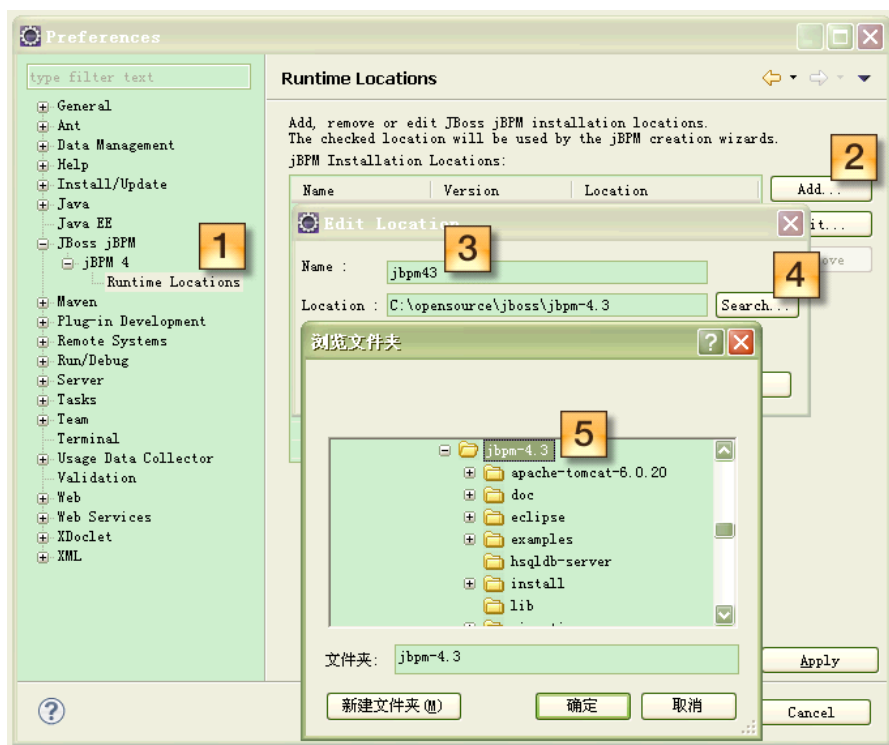 Preferences
type filter text
General
Ant
Data Management
Help
Install/Update
Java
Java EE
JBoss jBPM
jBPM 4
Runtime Locations
Maven
Plug-in Development
Remote Systems
Run/Debug
Server
Tasks
Team
Terminal
Usage Data Collector
Validation
Web
Web Services
XDoclet
XML
1
Runtime Locations
Add, remove or edit JBoss jBPM installation locations.
The checked location will be used by the jBPM creation wizards.
jBPM Installation Locations:
2
Name Version Location
Add...
Edit Location
it...
ove
3
Name :
jbpm43
4
Location : C:\opensource\jboss\jbpm-4.3
Search...
浏览文件夹
5
jbpm-4.3
apache-tomcat-6.0.20
doc
eclipse
examples
hsqldb-server
install
lib
文件夹: jbpm-4.3
新建文件夹(M) 确定 取消
Apply
Cancel